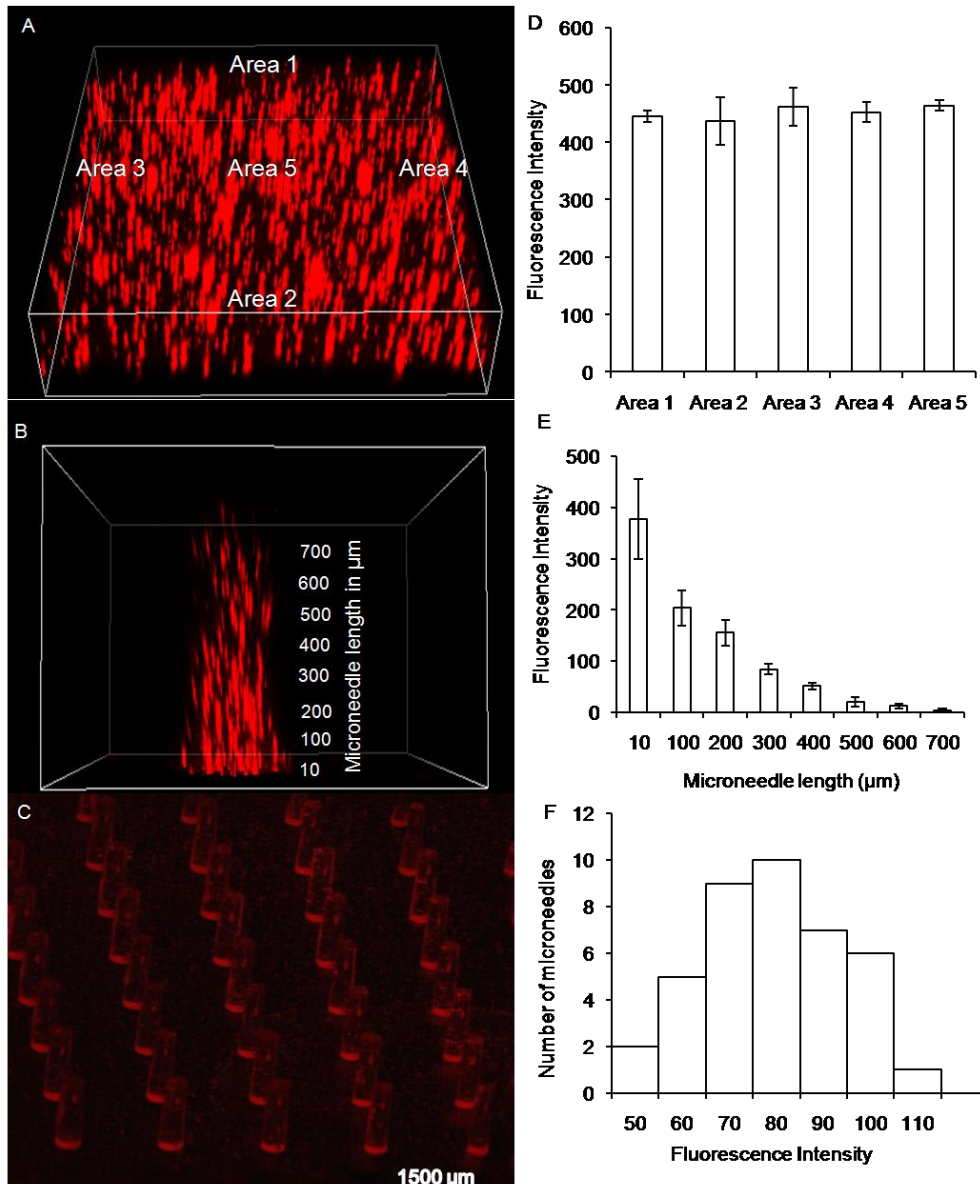 A
Area 1
Area 3
Area 5
Area 4
Area 2
B
700
600
500
400
300
200
100
10
Microneedle length in µm
C
1500 µm
D
600
500
400
300
200
100
0
Fluorescence Intensity
Area 1 Area 2 Area 3 Area 4 Area 5
E
500
400
300
200
100
0
Fluorescence Intensity
10 100 200 300 400 500 600 700
Microneedle length (µm)
F
12
10
8
6
4
2
0
Number of microneedles
50 60 70 80 90 100 110
Fluorescence Intensity